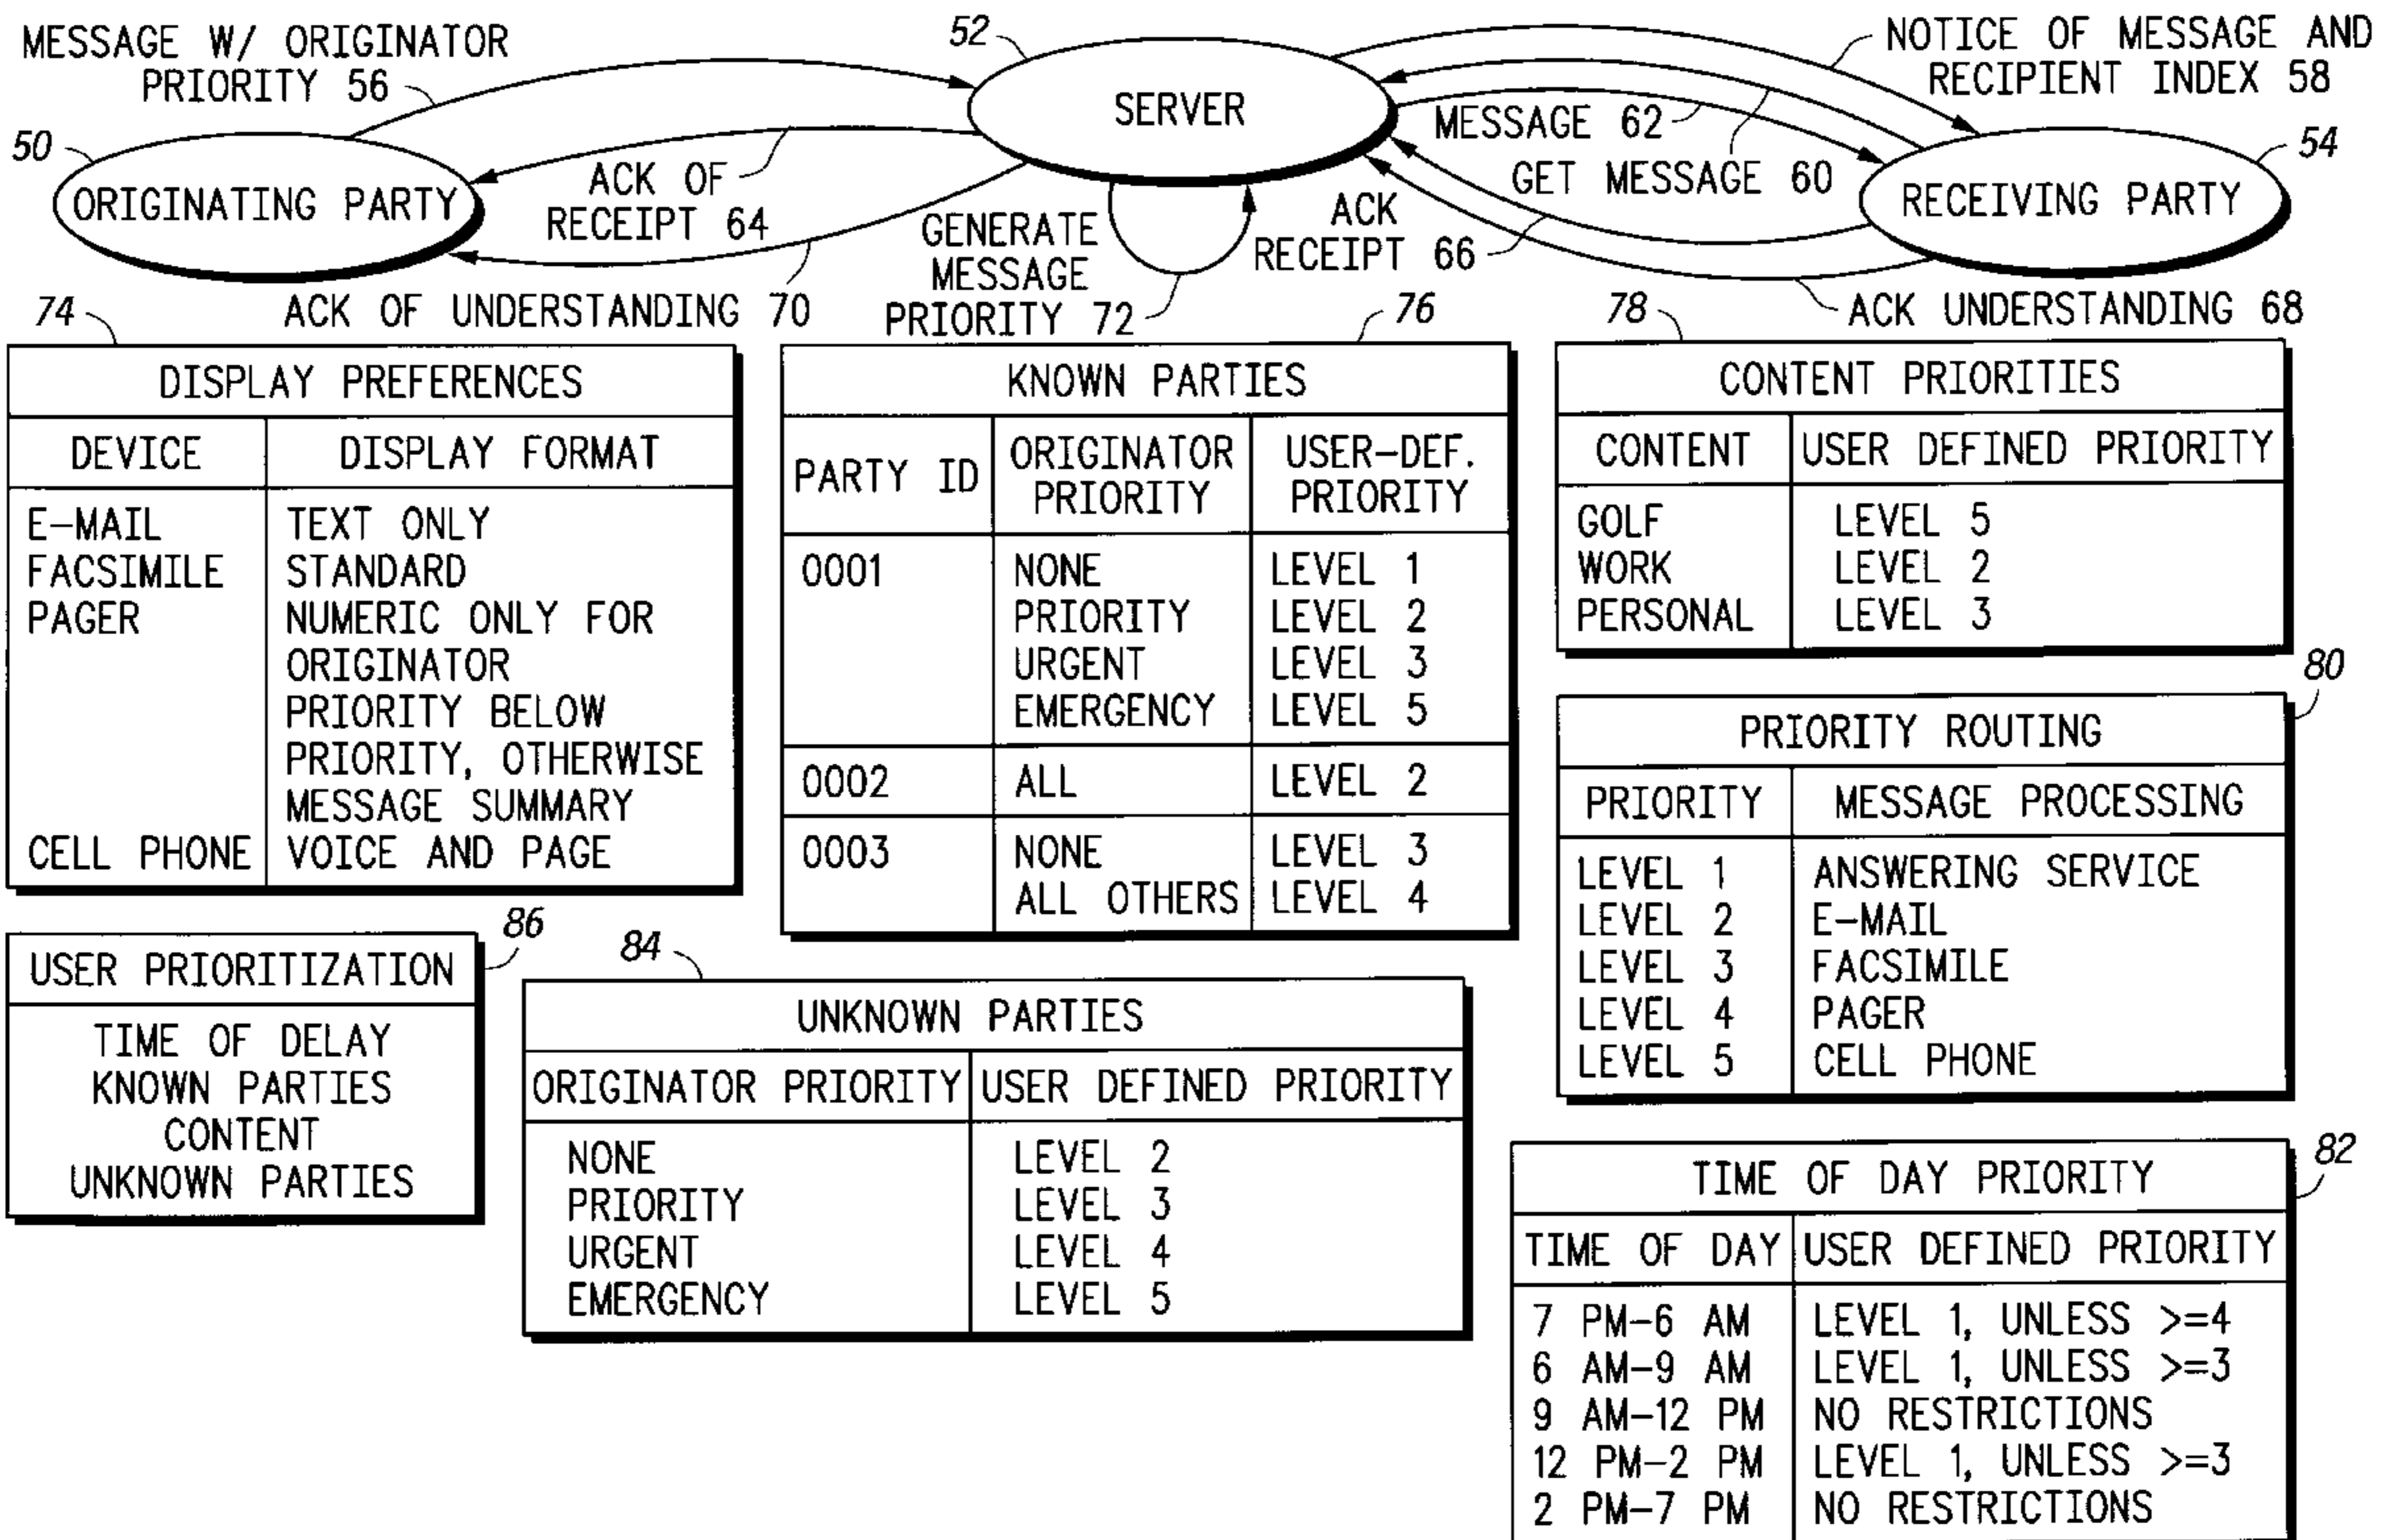 MESSAGE W/ ORIGINATOR
PRIORITY 56
50
ORIGINATING PARTY
52
SERVER
NOTICE OF MESSAGE AND
RECIPIENT INDEX 58
MESSAGE 62
GET MESSAGE 60
54
RECEIVING PARTY
ACK OF
RECEIPT 64
GENERATE
MESSAGE
PRIORITY 72
ACK
RECEIPT 66
ACK OF UNDERSTANDING 70
ACK UNDERSTANDING 68
74
DISPLAY PREFERENCES
DEVICE DISPLAY FORMAT
E-MAIL TEXT ONLY
FACSIMILE STANDARD
PAGER NUMERIC ONLY FOR
ORIGINATOR
PRIORITY BELOW
PRIORITY, OTHERWISE
MESSAGE SUMMARY
CELL PHONE VOICE AND PAGE
76
KNOWN PARTIES
PARTY ID ORIGINATOR PRIORITY USER-DEF. PRIORITY
0001 NONE LEVEL 1
PRIORITY LEVEL 2
URGENT LEVEL 3
EMERGENCY LEVEL 5
0002 ALL LEVEL 2
0003 NONE LEVEL 3
ALL OTHERS LEVEL 4
78
CONTENT PRIORITIES
CONTENT USER DEFINED PRIORITY
GOLF LEVEL 5
WORK LEVEL 2
PERSONAL LEVEL 3
80
PRIORITY ROUTING
PRIORITY MESSAGE PROCESSING
LEVEL 1 ANSWERING SERVICE
LEVEL 2 E-MAIL
LEVEL 3 FACSIMILE
LEVEL 4 PAGER
LEVEL 5 CELL PHONE
86
USER PRIORITIZATION
TIME OF DELAY
KNOWN PARTIES
CONTENT
UNKNOWN PARTIES
84
UNKNOWN PARTIES
ORIGINATOR PRIORITY USER DEFINED PRIORITY
NONE LEVEL 2
PRIORITY LEVEL 3
URGENT LEVEL 4
EMERGENCY LEVEL 5
82
TIME OF DAY PRIORITY
TIME OF DAY USER DEFINED PRIORITY
7 PM-6 AM LEVEL 1, UNLESS >=4
6 AM-9 AM LEVEL 1, UNLESS >=3
9 AM-12 PM NO RESTRICTIONS
12 PM-2 PM LEVEL 1, UNLESS >=3
2 PM-7 PM NO RESTRICTIONS